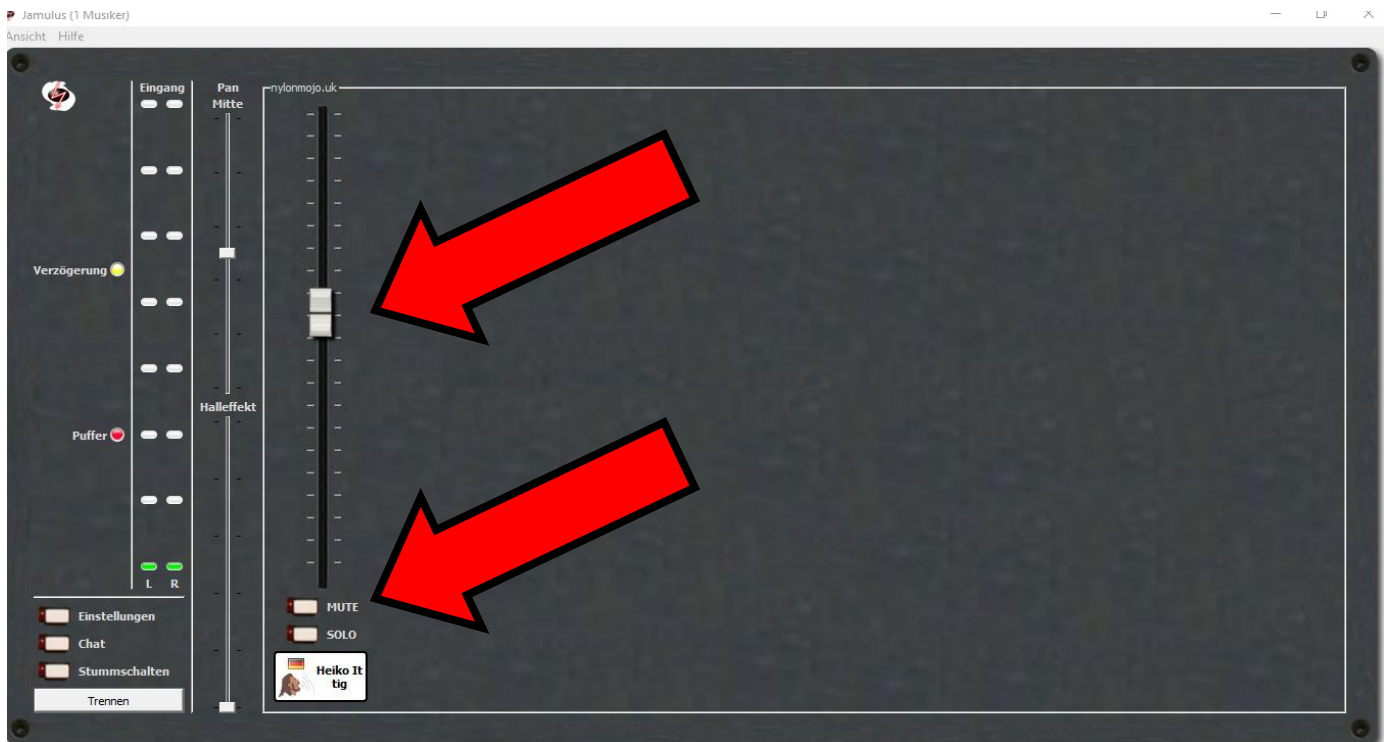 Jamulus (1 Musiker)
Ansicht Hilfe
Eingang
Pan
Mitte
nylonmojo.uk
Verzögerung
Halleffekt
Puffer
L R
MUTE
SOLO
Einstellungen
Chat
Stummschalten
Trennen
Heiko It
tig